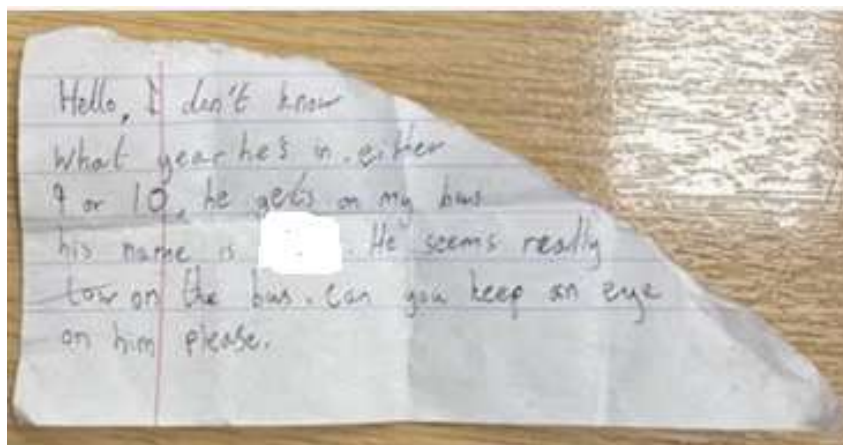 Hello, I don't know
what year he's in. either
9 or 10, he gets on my bus
his name is . He seems really
low on the bus. can you keep an eye
on him please.